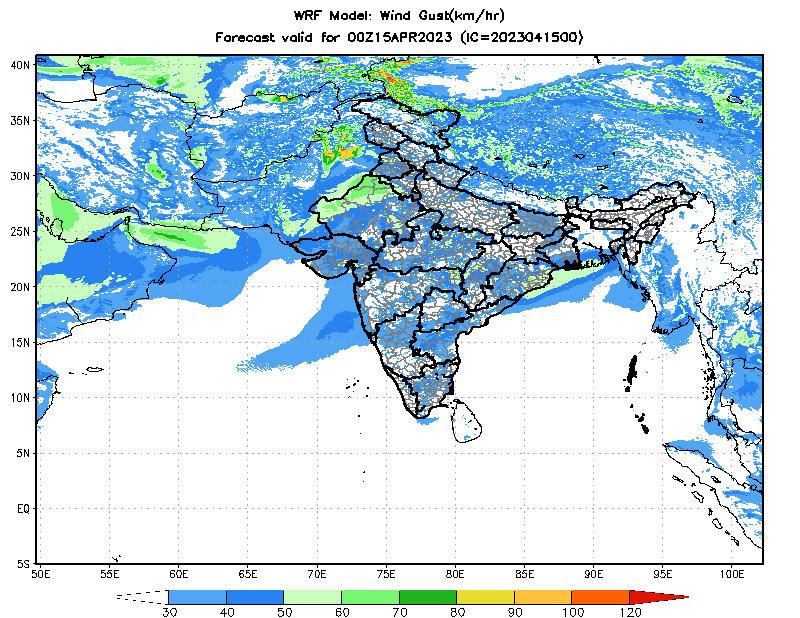 WRF Model: Wind Gust(km/hr)
Forecast valid for 00Z15APR2023 (IC=2023041500)
40N
35N
30N
25N
20N
15N
10N
5N
EQ
5S
50E 55E 60E 65E 70E 75E 80E 85E 90E 95E 100E
30 40 50 60 70 80 90 100 120